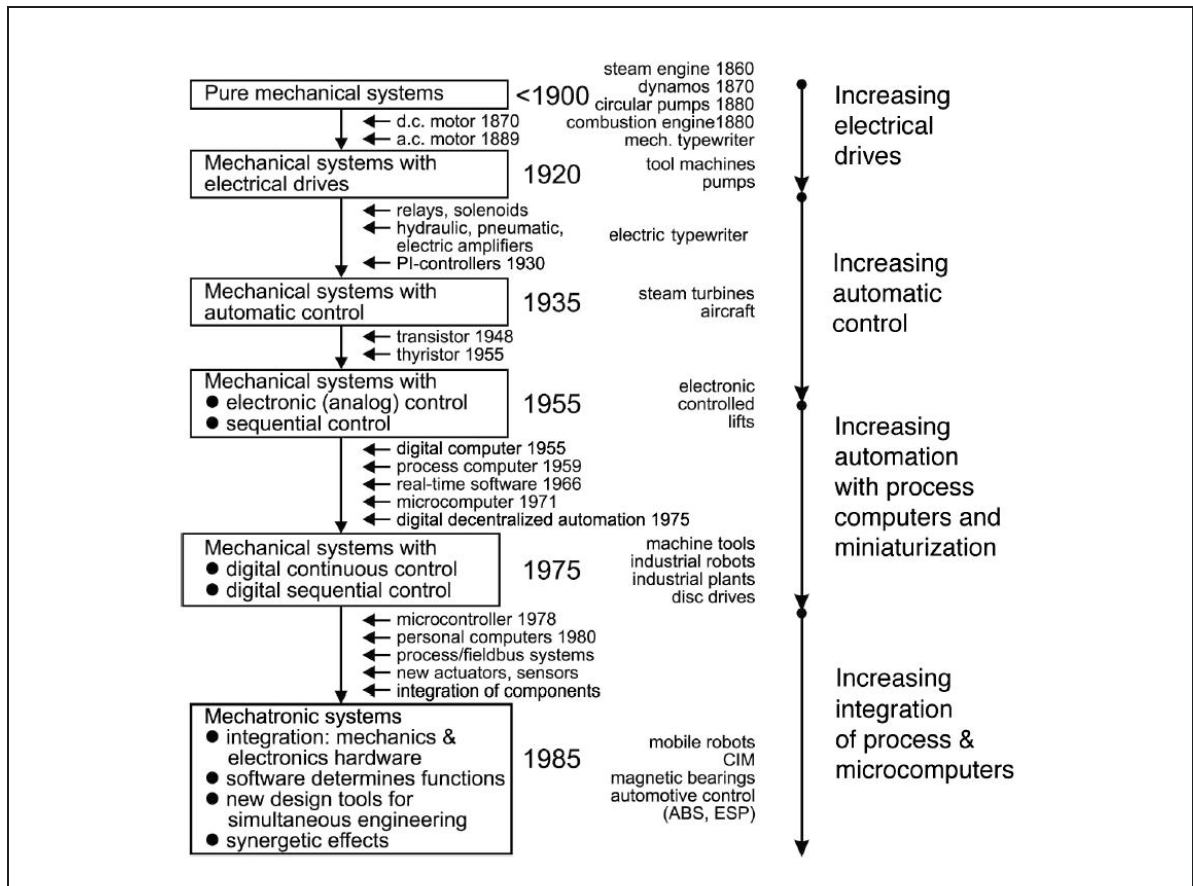 Pure mechanical systems
<1900
steam engine 1860
dynamos 1870
circular pumps 1880
combustion engine1880
mech. typewriter
d.c. motor 1870
a.c. motor 1889
Increasing
electrical
drives
Mechanical systems with
electrical drives
1920
tool machines
pumps
relays, solenoids
hydraulic, pneumatic,
electric amplifiers
PI-controllers 1930
electric typewriter
Increasing
automatic
control
Mechanical systems with
automatic control
1935
steam turbines
aircraft
transistor 1948
thyristor 1955
Mechanical systems with
● electronic (analog) control
● sequential control
1955
electronic
controlled
lifts
digital computer 1955
process computer 1959
real-time software 1966
microcomputer 1971
digital decentralized automation 1975
Increasing
automation
with process
computers and
miniaturization
Mechanical systems with
● digital continuous control
● digital sequential control
1975
machine tools
industrial robots
industrial plants
disc drives
microcontroller 1978
personal computers 1980
process/fieldbus systems
new actuators, sensors
integration of components
Increasing
integration
of process &
microcomputers
Mechatronic systems
● integration: mechanics &
electronics hardware
● software determines functions
● new design tools for
simultaneous engineering
● synergetic effects
1985
mobile robots
CIM
magnetic bearings
automotive control
(ABS, ESP)